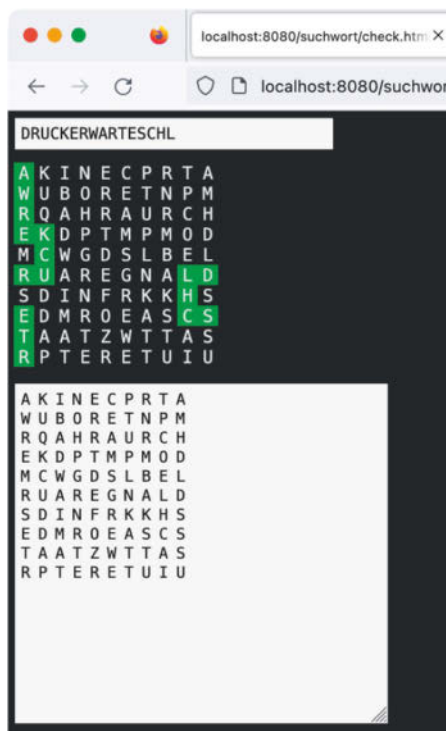 localhost:8080/suchwort/check.htm
localhost:8080/suchwor
DRUCKERWARTESCHL
A K I N E C P R T A
W U B O R E T N P M
R Q A H R A U R C H
E K D P T M P M O D
M C W G D S L B E L
R U A R E G N A L D
S D I N F R K K H S
E D M R O E A S C S
T A A T Z W T T A S
R P T E R E T U I U
A K I N E C P R T A
W U B O R E T N P M
R Q A H R A U R C H
E K D P T M P M O D
M C W G D S L B E L
R U A R E G N A L D
S D I N F R K K H S
E D M R O E A S C S
T A A T Z W T T A S
R P T E R E T U I U